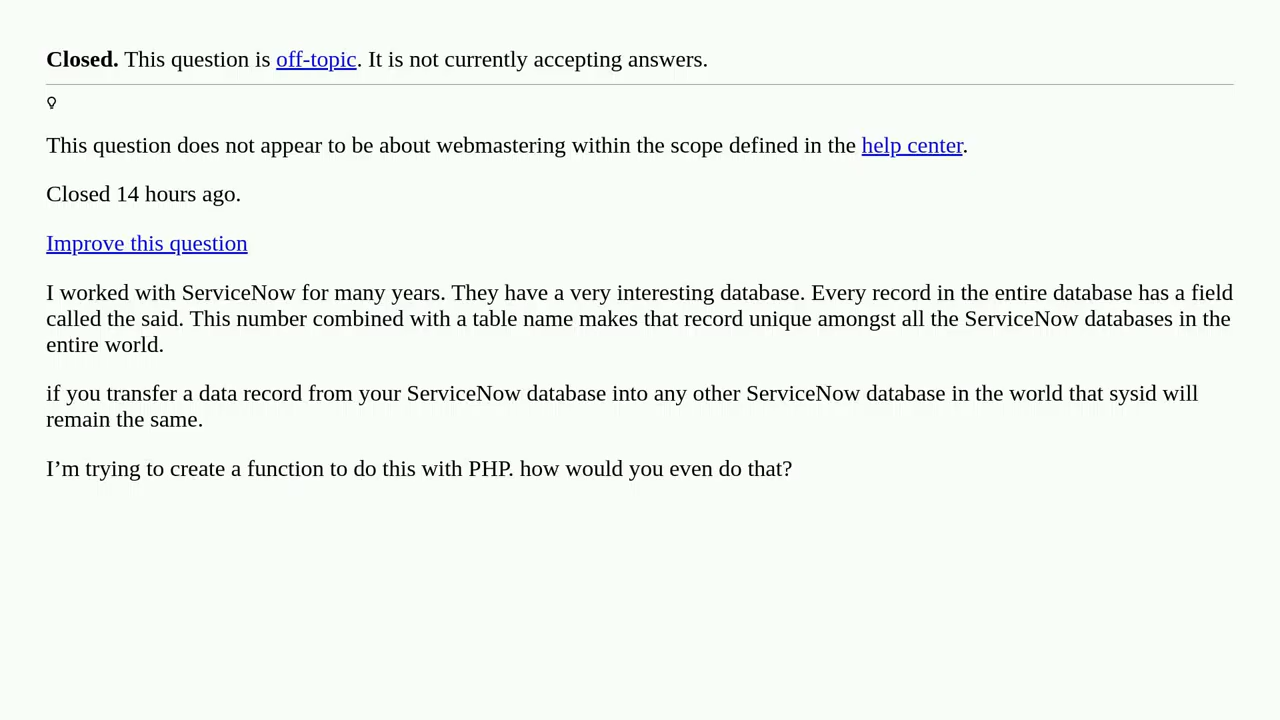 Closed. This question is off-topic. It is not currently accepting answers.
This question does not appear to be about webmastering within the scope defined in the help center.
Closed 14 hours ago.
Improve this question
I worked with ServiceNow for many years. They have a very interesting database. Every record in the entire database has a field
called the said. This number combined with a table name makes that record unique amongst all the ServiceNow databases in the
entire world.
if you transfer a data record from your ServiceNow database into any other ServiceNow database in the world that sysid will
remain the same.
I’m trying to create a function to do this with PHP. how would you even do that?